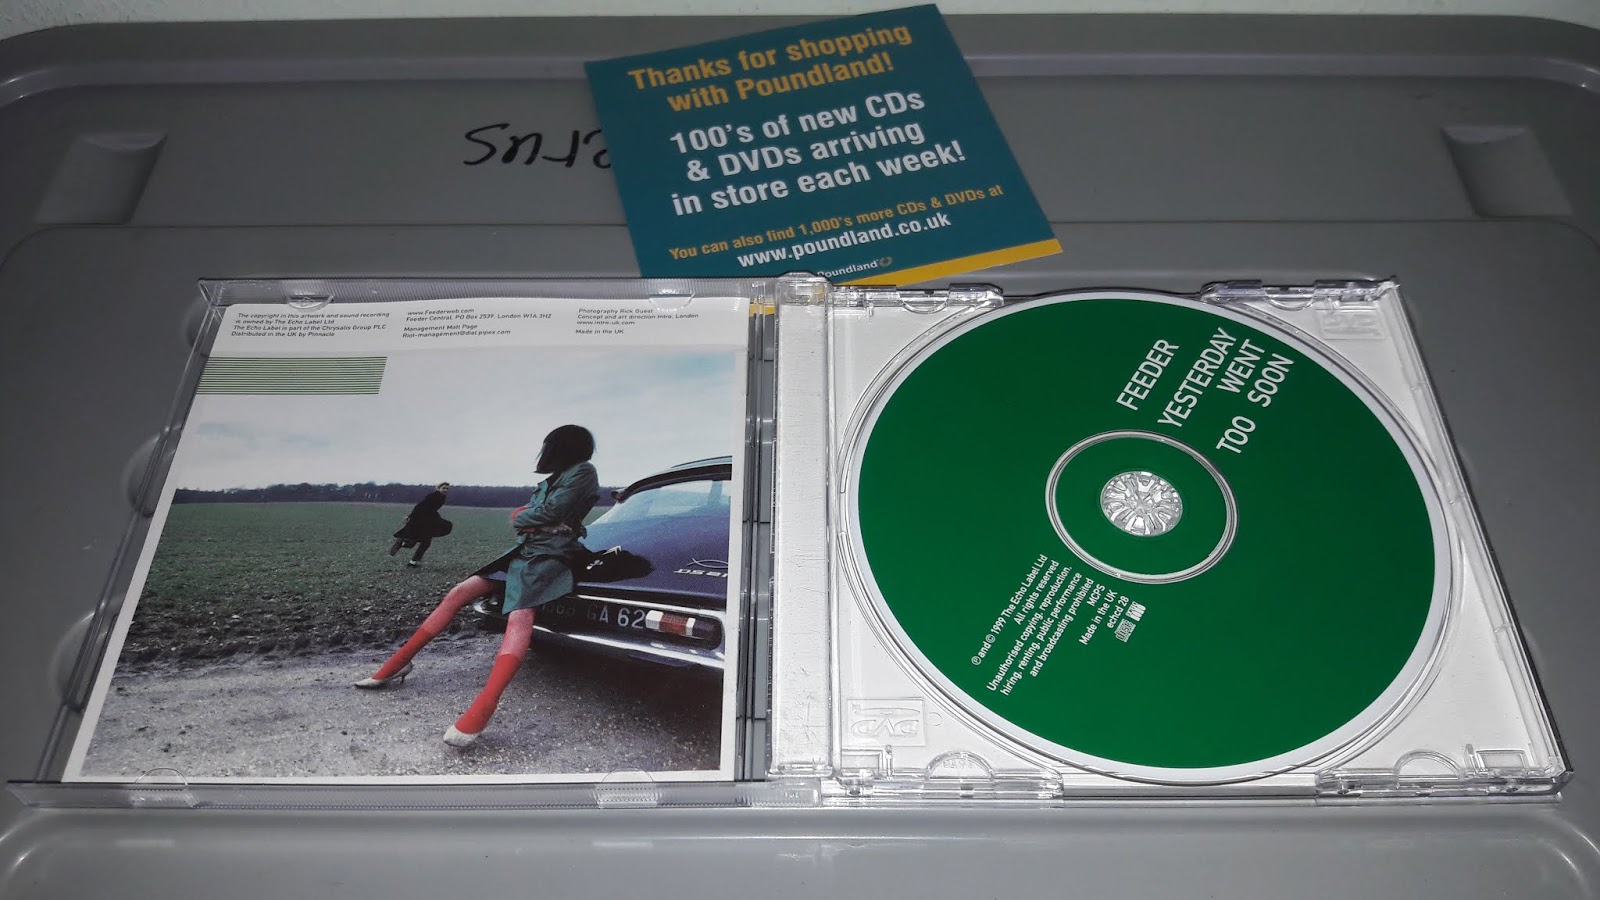 Thanks for shopping
with Poundland!
100's of new CDs
& DVDs arriving
in store each week!
You can also find 1,000's more CDs & DVDs at
www.poundland.co.uk
Poundland
The copyright in this artwork and sound recording
is owned by The Echo Label Ltd
The Echo Label is part of the Chrysalis Group PLC
Distributed in the UK by Pinnacle
www.Feederweb.com
Feeder Central, PO Box 2539, London W1A 3HZ
Management Matt Page
Riot-management@dial.pipex.com
Photography Rick Guest
Concept and art direction Intro, London
www.intro-uk.com
Made in the UK
GA 62
FEEDER
YESTERDAY
WENT
TOO SOON
℗ and © 1999 The Echo Label Ltd
All rights reserved
Unauthorised copying, reproduction,
hiring, renting, public performance
and broadcasting prohibited
MCPS
Made in the UK
echcd 28
DVD